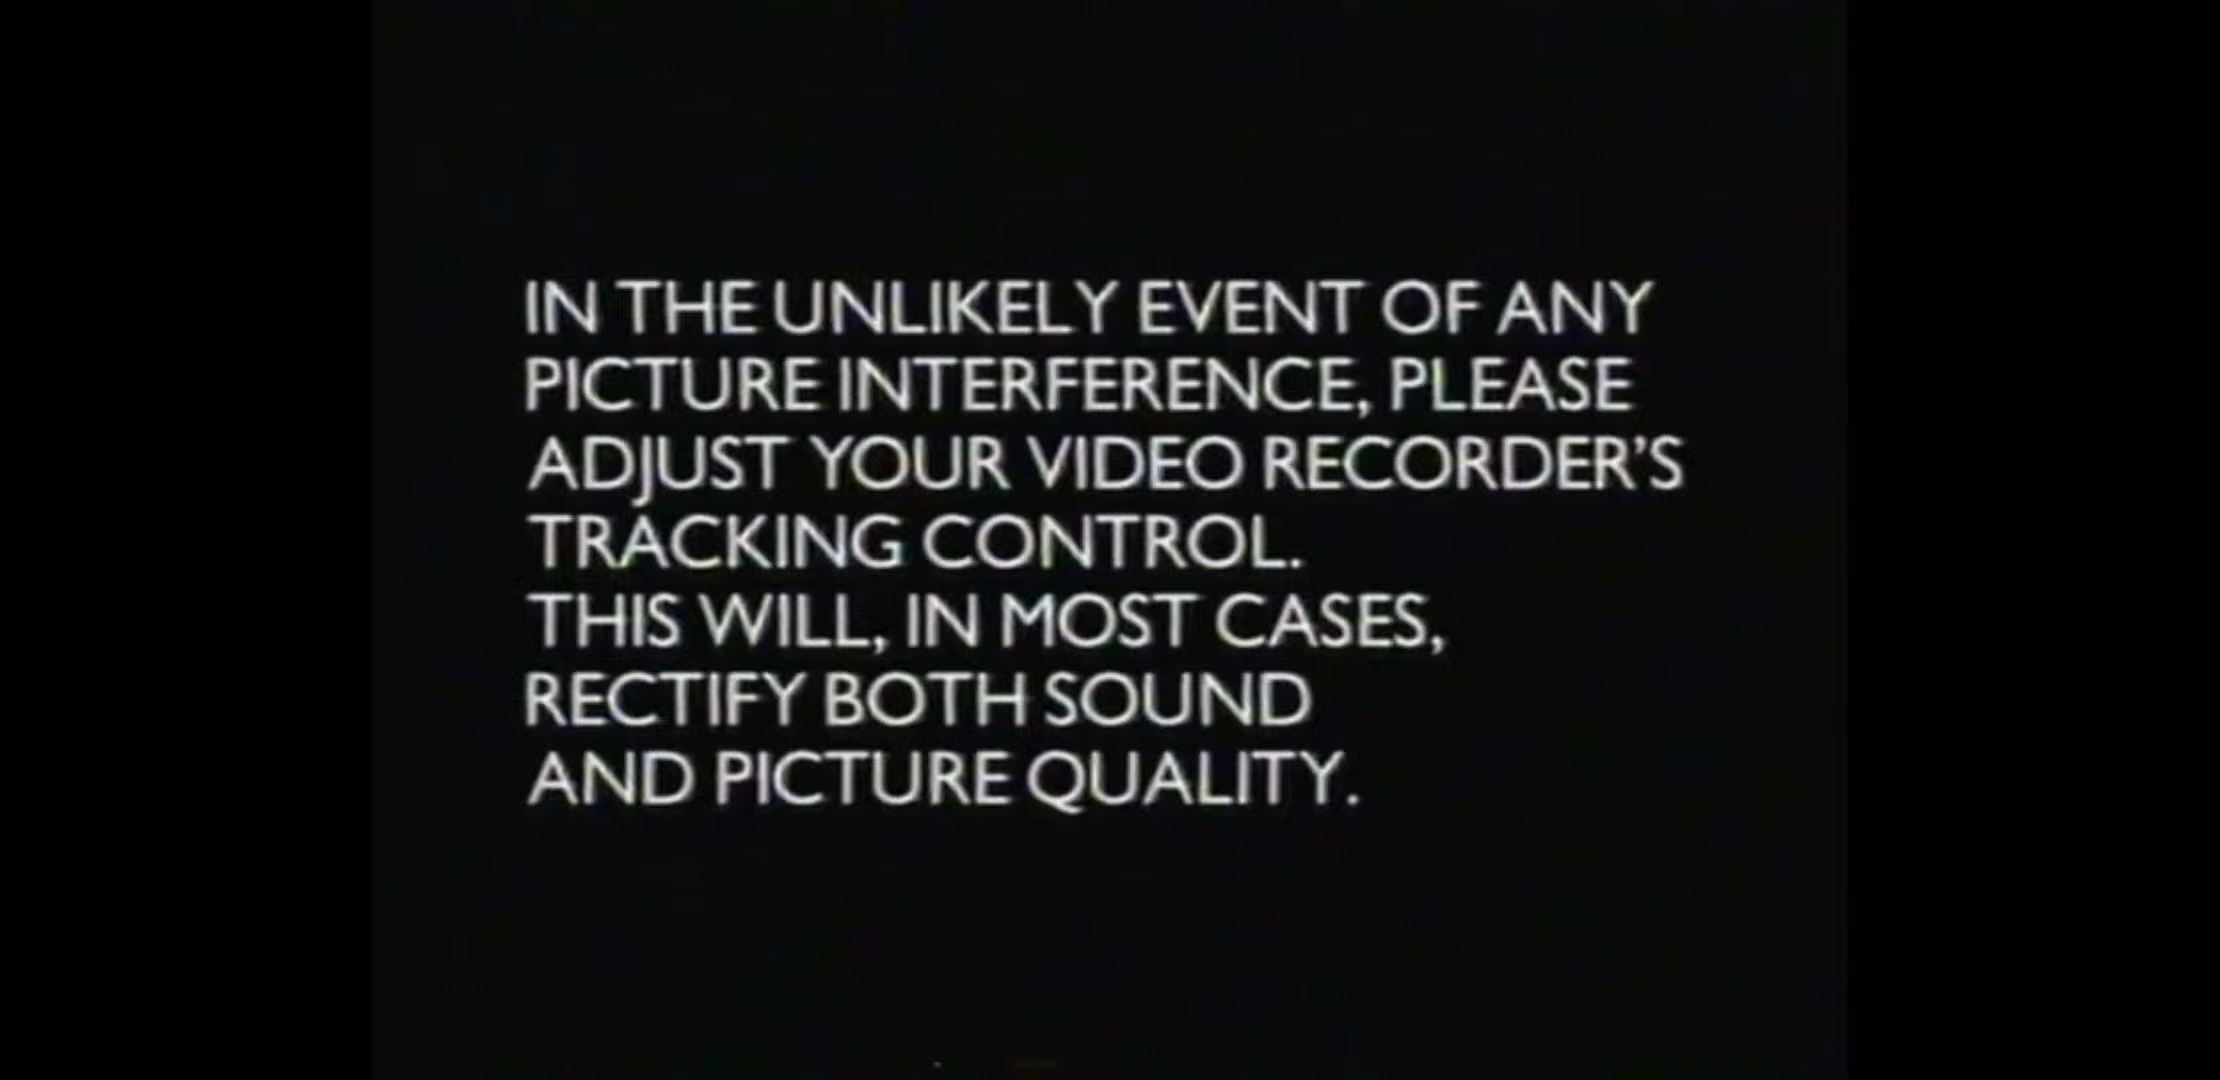 IN THE UNLIKELY EVENT OF ANY
PICTURE INTERFERENCE, PLEASE
ADJUST YOUR VIDEO RECORDER'S
TRACKING CONTROL.
THIS WILL, IN MOST CASES,
RECTIFY BOTH SOUND
AND PICTURE QUALITY.